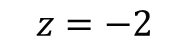 z = −2